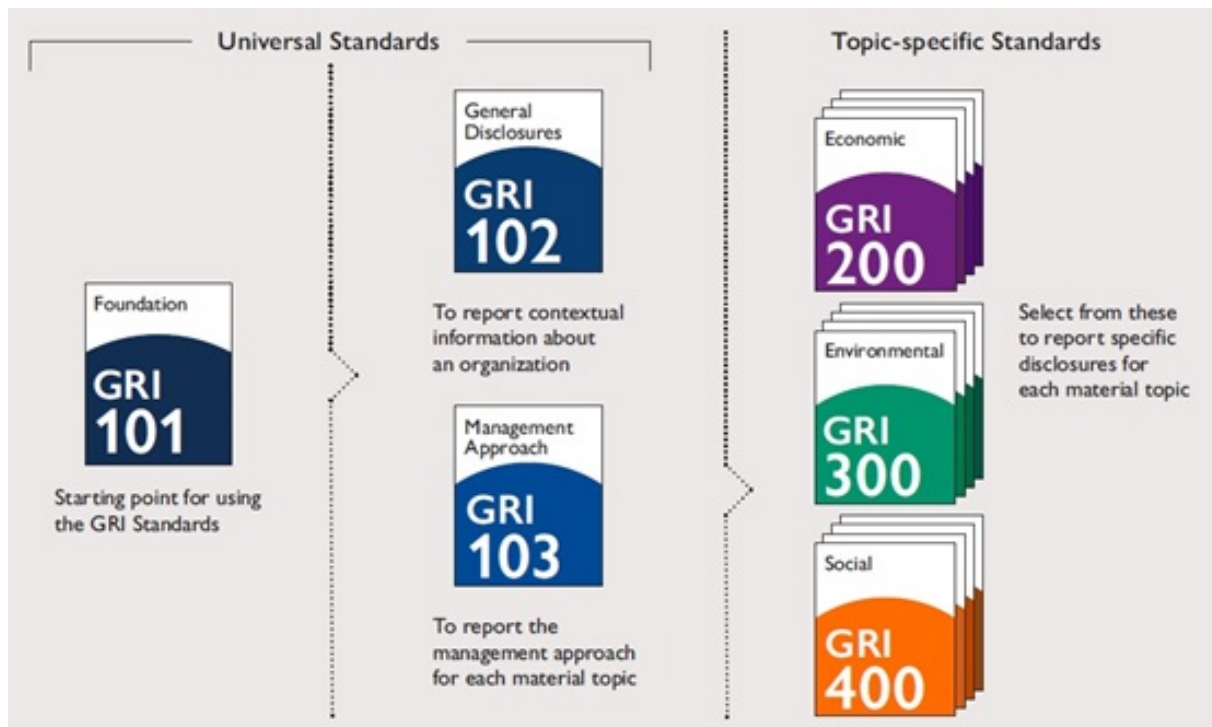 Universal Standards
Topic-specific Standards
Foundation
GRI
101
Starting point for using
the GRI Standards
General
Disclosures
GRI
102
To report contextual
information about
an organization
Management
Approach
GRI
103
To report the
management approach
for each material topic
Economic
GRI
200
Environmental
GRI
300
Social
GRI
400
Select from these
to report specific
disclosures for
each material topic